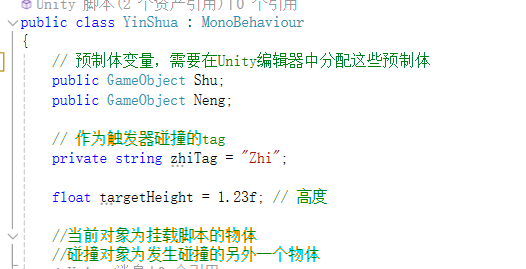 Unity 脚本(2 个资产引用)|0 个引用
public class YinShua : MonoBehaviour
{
// 预制体变量，需要在Unity编辑器中分配这些预制体
public GameObject Shu;
public GameObject Neng;
// 作为触发器碰撞的tag
private string zhiTag = "Zhi";
float targetHeight = 1.23f; // 高度
//当前对象为挂载脚本的物体
//碰撞对象为发生碰撞的另外一个物体